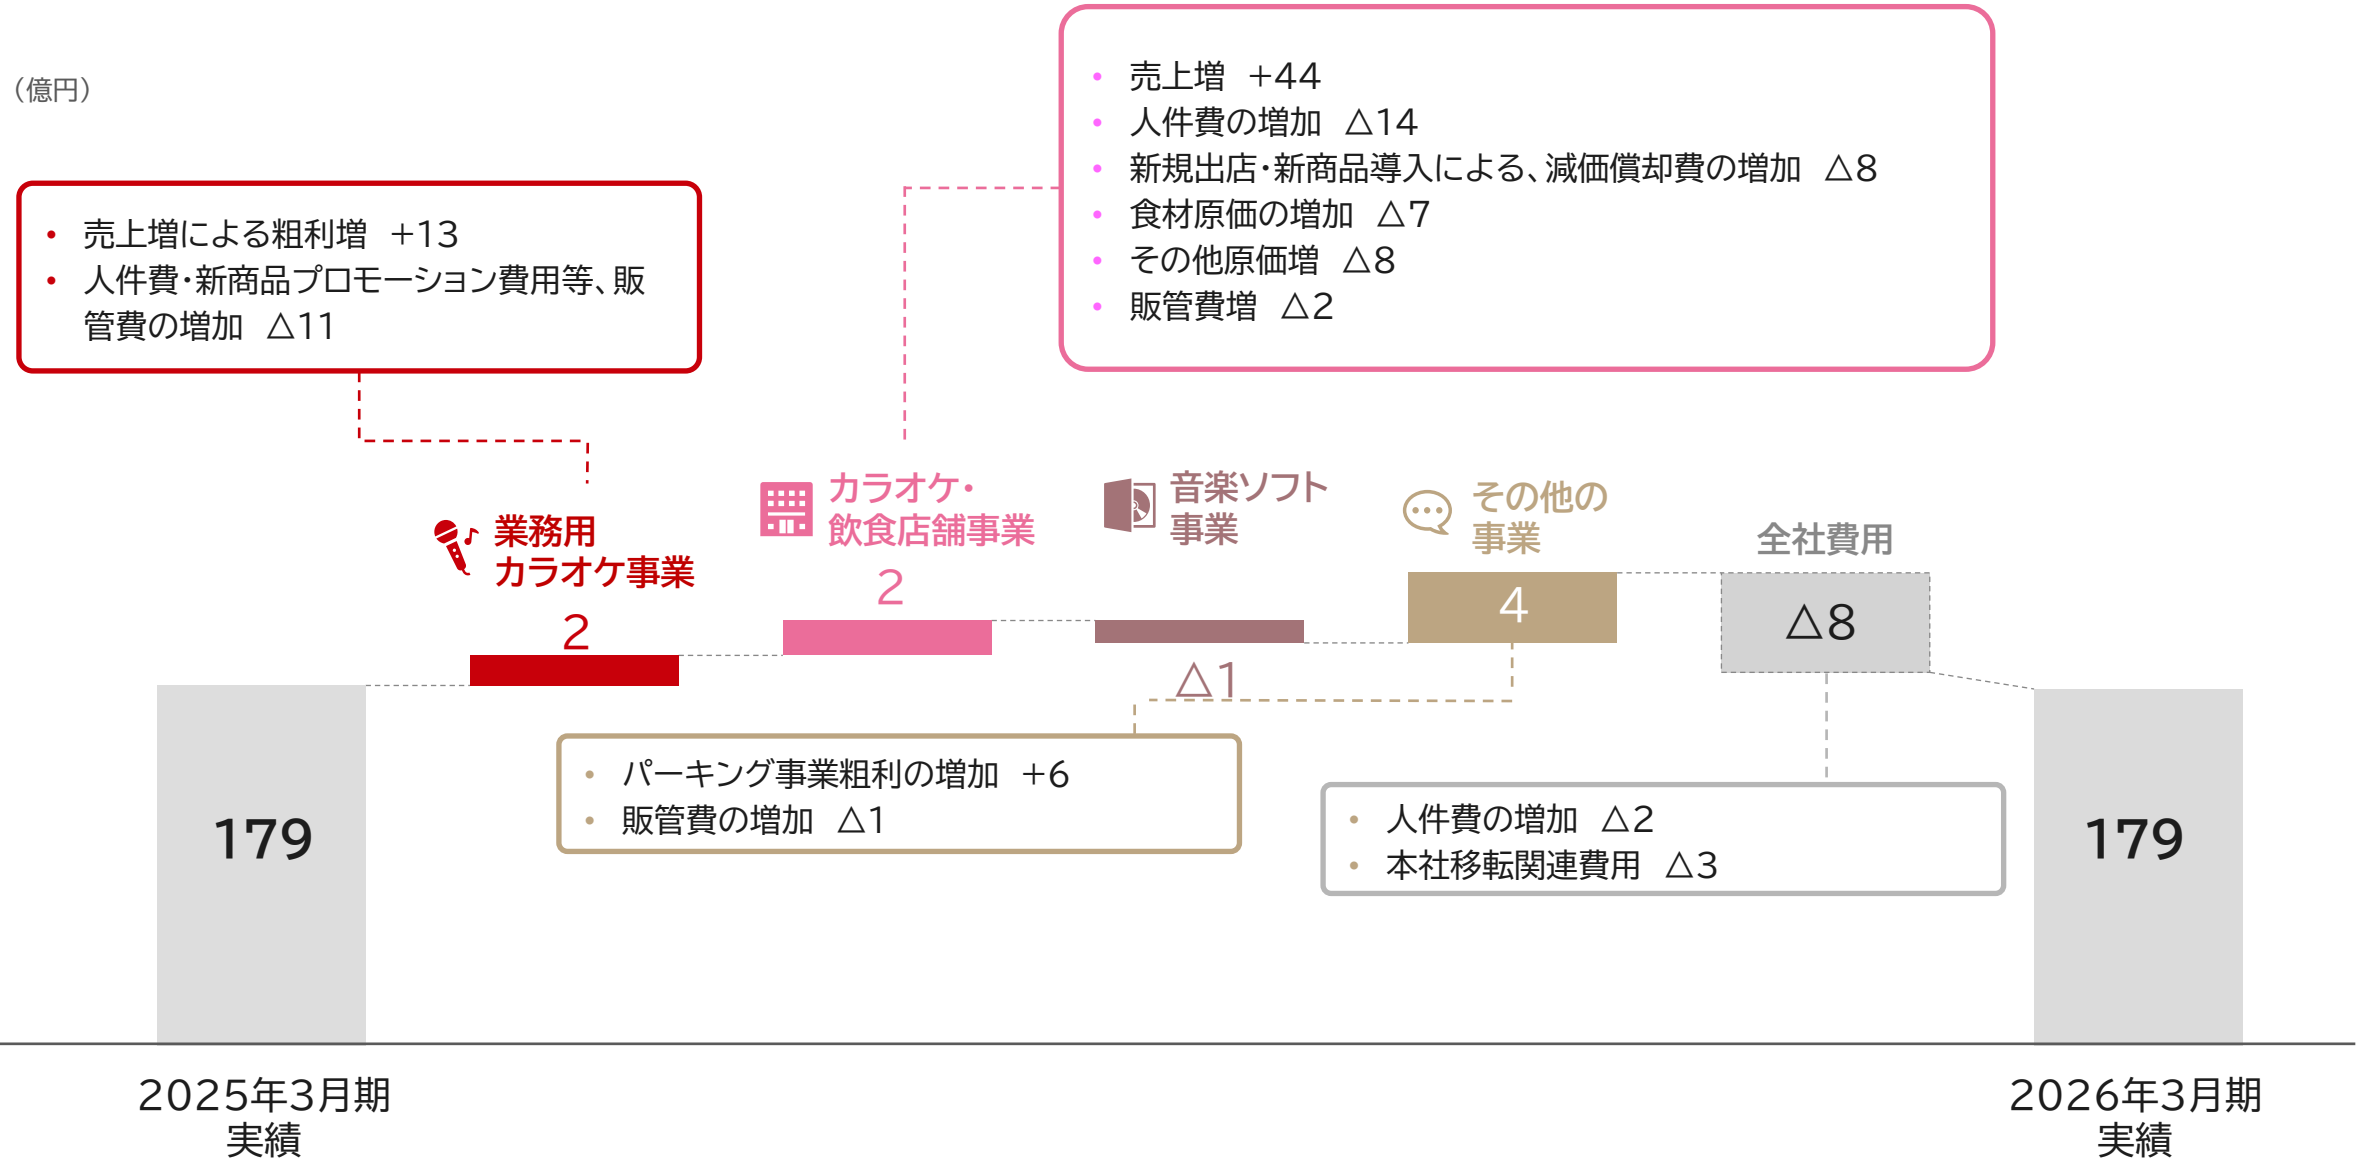 （億円）
・ 売上増　+44
・ 人件費の増加　△14
・ 新規出店・新商品導入による、減価償却費の増加　△8
・ 食材原価の増加　△7
・ その他原価増　△8
・ 販管費増　△2
・ 売上増による粗利増　+13
・ 人件費・新商品プロモーション費用等、販
管費の増加　△11
業務用
カラオケ事業
2
カラオケ・
飲食店舗事業
2
音楽ソフト
事業
△1
その他の
事業
4
全社費用
△8
・ パーキング事業粗利の増加　+6
・ 販管費の増加　△1
・ 人件費の増加　△2
・ 本社移転関連費用　△3
179
179
2025年3月期
実績
2026年3月期
実績